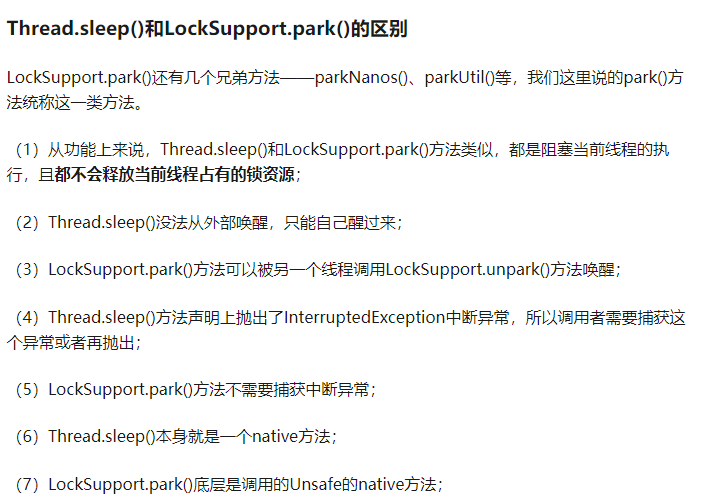 Thread.sleep()和LockSupport.park()的区别
LockSupport.park()还有几个兄弟方法——parkNanos()、parkUtil()等，我们这里说的park()方
法统称这一类方法。
（1）从功能上来说，Thread.sleep()和LockSupport.park()方法类似，都是阻塞当前线程的执
行，且都不会释放当前线程占有的锁资源；
（2）Thread.sleep()没法从外部唤醒，只能自己醒过来；
（3）LockSupport.park()方法可以被另一个线程调用LockSupport.unpark()方法唤醒；
（4）Thread.sleep()方法声明上抛出了InterruptedException中断异常，所以调用者需要捕获这
个异常或者再抛出；
（5）LockSupport.park()方法不需要捕获中断异常；
（6）Thread.sleep()本身就是一个native方法；
（7）LockSupport.park()底层是调用的Unsafe的native方法；